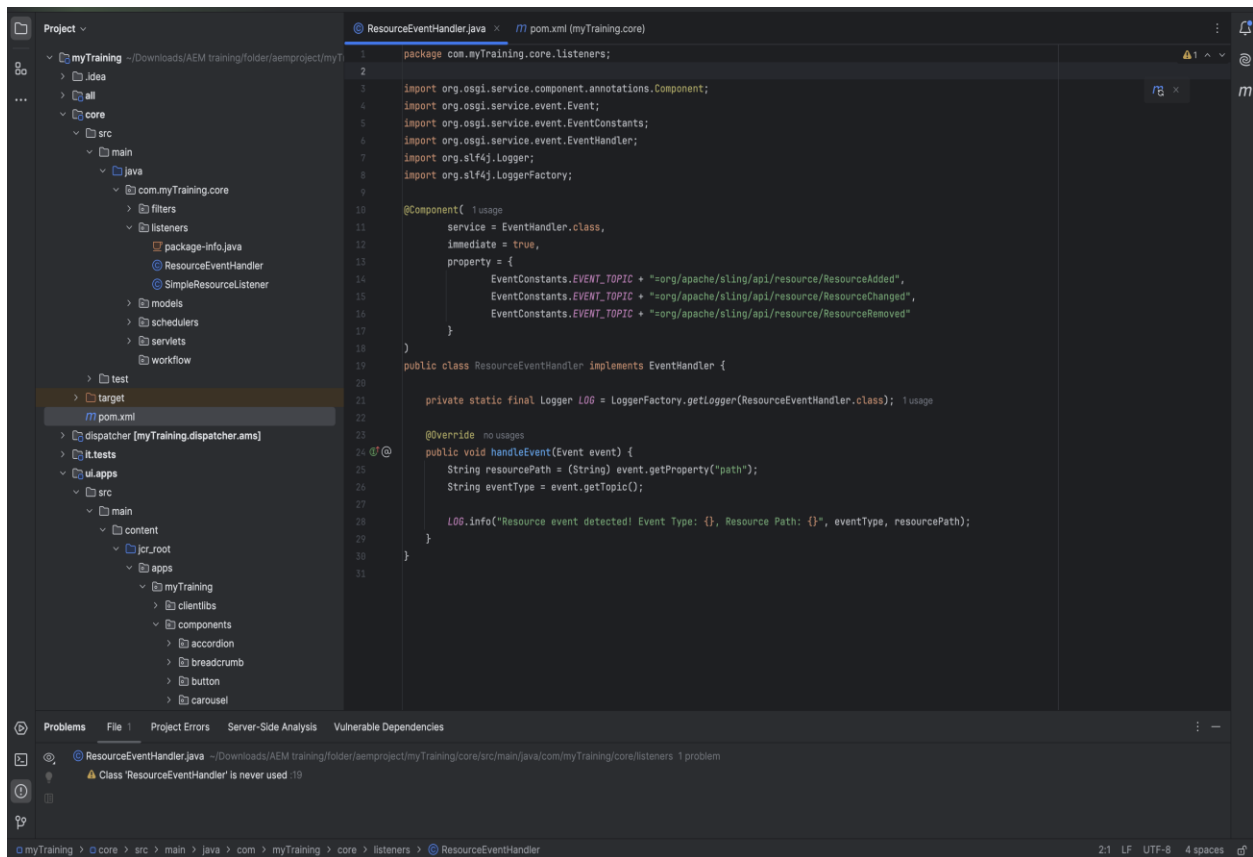 Project
ResourceEventHandler.java
pom.xml (myTraining.core)
myTraining ~/Downloads/AEM training/folder/aemproject/myT
.idea
all
core
src
main
java
com.myTraining.core
filters
listeners
package-info.java
ResourceEventHandler
SimpleResourceListener
models
schedulers
servlets
workflow
test
target
pom.xml
dispatcher [myTraining.dispatcher.ams]
it.tests
ui.apps
src
main
content
jcr_root
apps
myTraining
clientlibs
components
accordion
breadcrumb
button
carousel
1 package com.myTraining.core.listeners;
2
3 import org.osgi.service.component.annotations.Component;
4 import org.osgi.service.event.Event;
5 import org.osgi.service.event.EventConstants;
6 import org.osgi.service.event.EventHandler;
7 import org.slf4j.Logger;
8 import org.slf4j.LoggerFactory;
9
10 @Component( 1 usage
11 service = EventHandler.class,
12 immediate = true,
13 property = {
14 EventConstants.EVENT_TOPIC + "=org/apache/sling/api/resource/ResourceAdded",
15 EventConstants.EVENT_TOPIC + "=org/apache/sling/api/resource/ResourceChanged",
16 EventConstants.EVENT_TOPIC + "=org/apache/sling/api/resource/ResourceRemoved"
17 }
18 )
19 public class ResourceEventHandler implements EventHandler {
20
21 private static final Logger LOG = LoggerFactory.getLogger(ResourceEventHandler.class); 1 usage
22
23 @Override no usages
24 public void handleEvent(Event event) {
25 String resourcePath = (String) event.getProperty("path");
26 String eventType = event.getTopic();
27
28 LOG.info("Resource event detected! Event Type: {}, Resource Path: {}", eventType, resourcePath);
29 }
30 }
31
1
m
Problems File 1 Project Errors Server-Side Analysis Vulnerable Dependencies
ResourceEventHandler.java ~/Downloads/AEM training/folder/aemproject/myTraining/core/src/main/java/com/myTraining/core/listeners 1 problem
Class 'ResourceEventHandler' is never used :19
myTraining > core > src > main > java > com > myTraining > core > listeners > ResourceEventHandler
2:1 LF UTF-8 4 spaces